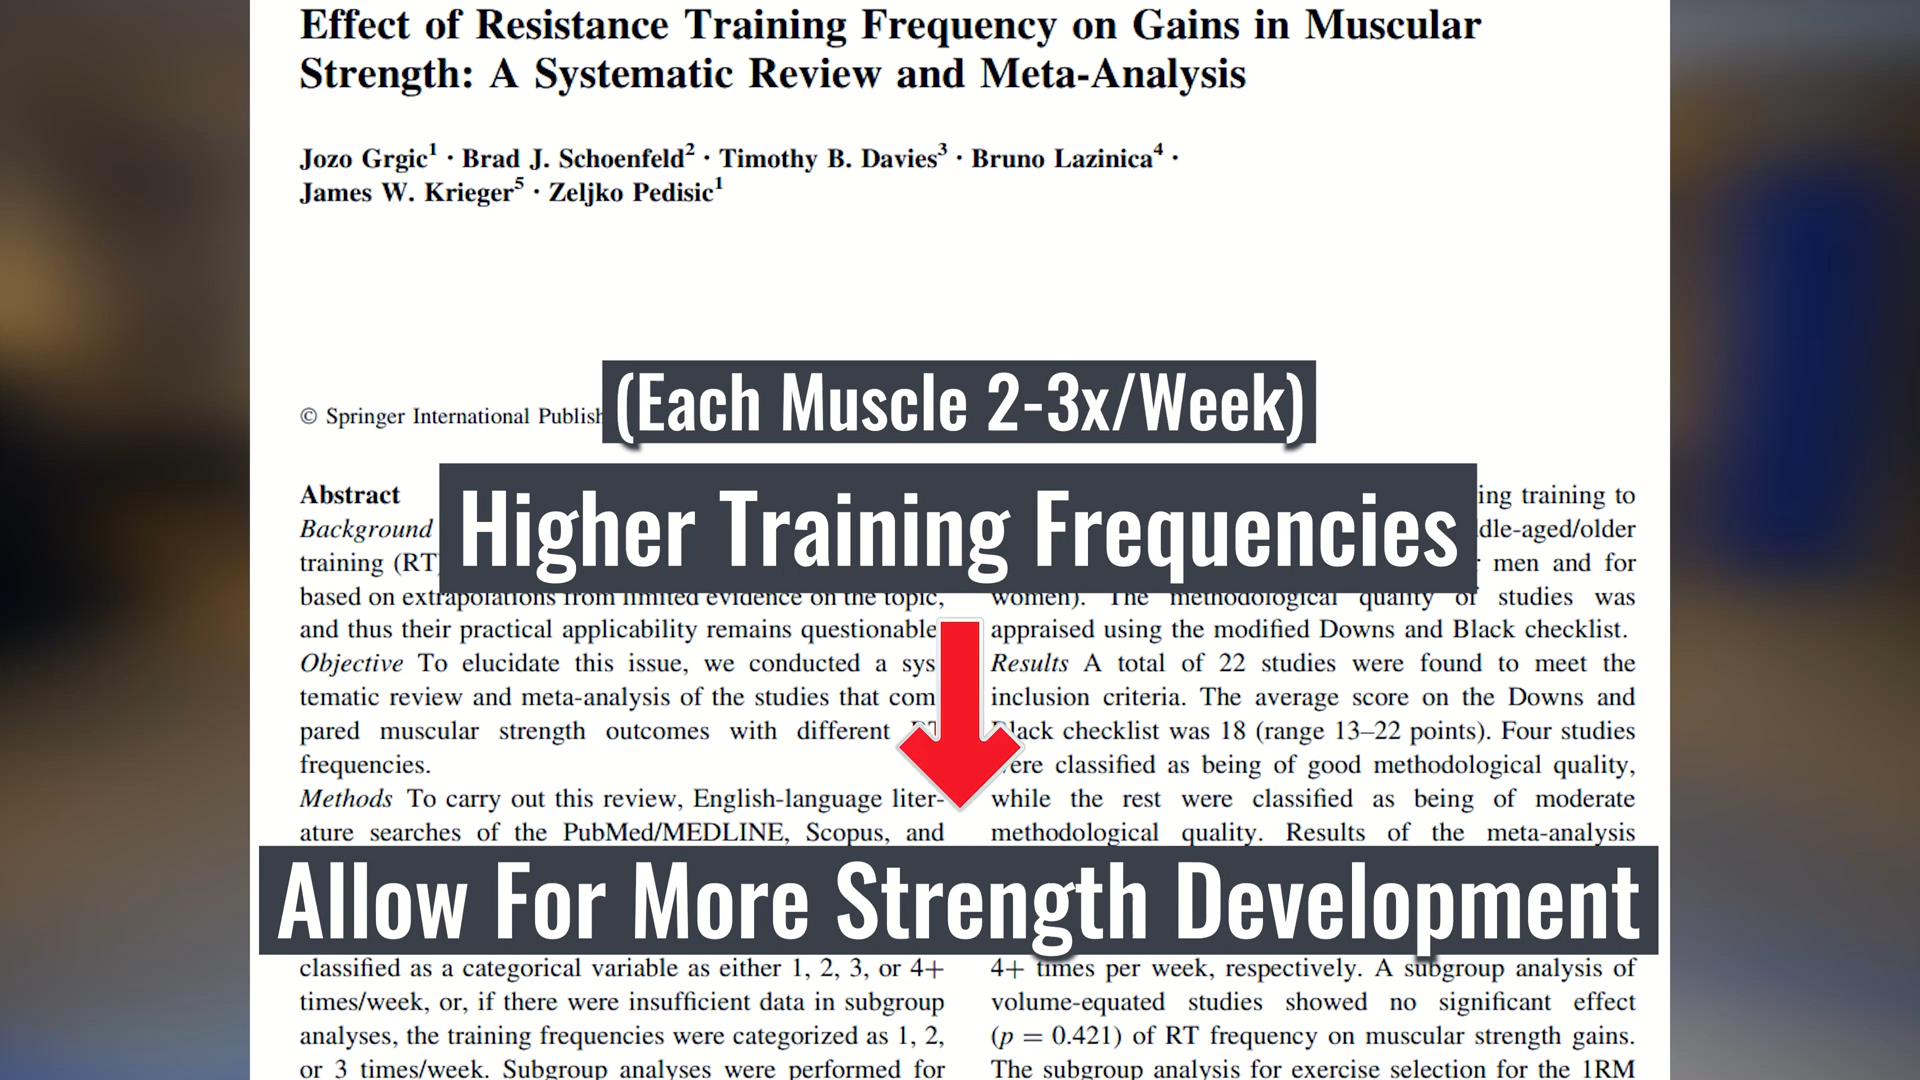 Effect of Resistance Training Frequency on Gains in Muscular
Strength: A Systematic Review and Meta-Analysis
Jozo Grgic1 · Brad J. Schoenfeld2 · Timothy B. Davies3 · Bruno Lazinica4 ·
James W. Krieger5 · Zeljko Pedisic1
(Each Muscle 2-3x/Week)
© Springer International Publish
Higher Training Frequencies
Allow For More Strength Development
Abstract
Background
training (RT)
based on extrapolations from limited evidence on the topic,
and thus their practical applicability remains questionable
Objective To elucidate this issue, we conducted a sys
tematic review and meta-analysis of the studies that com
pared muscular strength outcomes with different RT
frequencies.
Methods To carry out this review, English-language liter-
ature searches of the PubMed/MEDLINE, Scopus, and
classified as a categorical variable as either 1, 2, 3, or 4+
times/week, or, if there were insufficient data in subgroup
analyses, the training frequencies were categorized as 1, 2,
or 3 times/week. Subgroup analyses were performed for
ing training to
dle-aged/older
men and for
women). The methodological quality of studies was
appraised using the modified Downs and Black checklist.
Results A total of 22 studies were found to meet the
inclusion criteria. The average score on the Downs and
Black checklist was 18 (range 13–22 points). Four studies
were classified as being of good methodological quality,
while the rest were classified as being of moderate
methodological quality. Results of the meta-analysis
4+ times per week, respectively. A subgroup analysis of
volume-equated studies showed no significant effect
(p = 0.421) of RT frequency on muscular strength gains.
The subgroup analysis for exercise selection for the 1RM